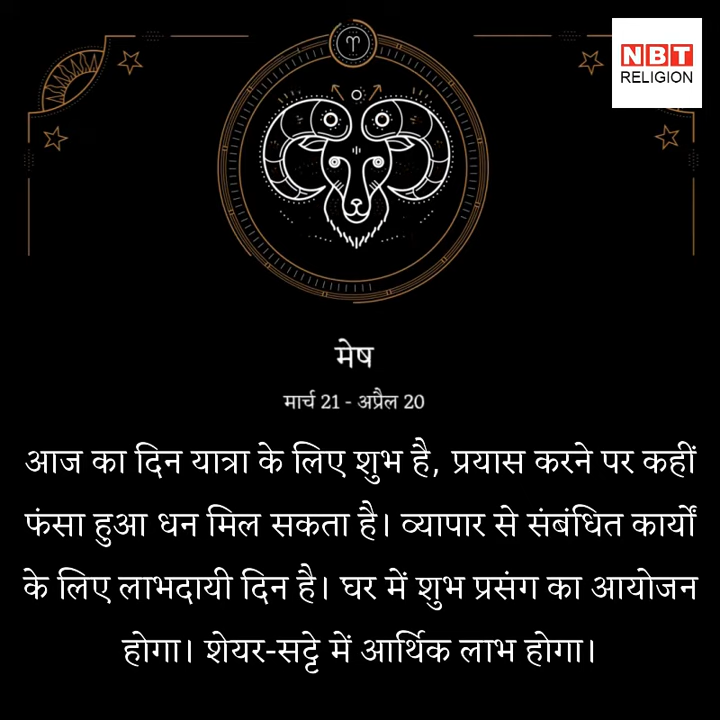 NBT
RELIGION
मेष
मार्च 21 - अप्रैल 20
आज का दिन यात्रा के लिए शुभ है, प्रयास करने पर कहीं
फंसा हुआ धन मिल सकता है। व्यापार से संबंधित कार्यों
के लिए लाभदायी दिन है। घर में शुभ प्रसंग का आयोजन
होगा। शेयर-सट्टे में आर्थिक लाभ होगा।